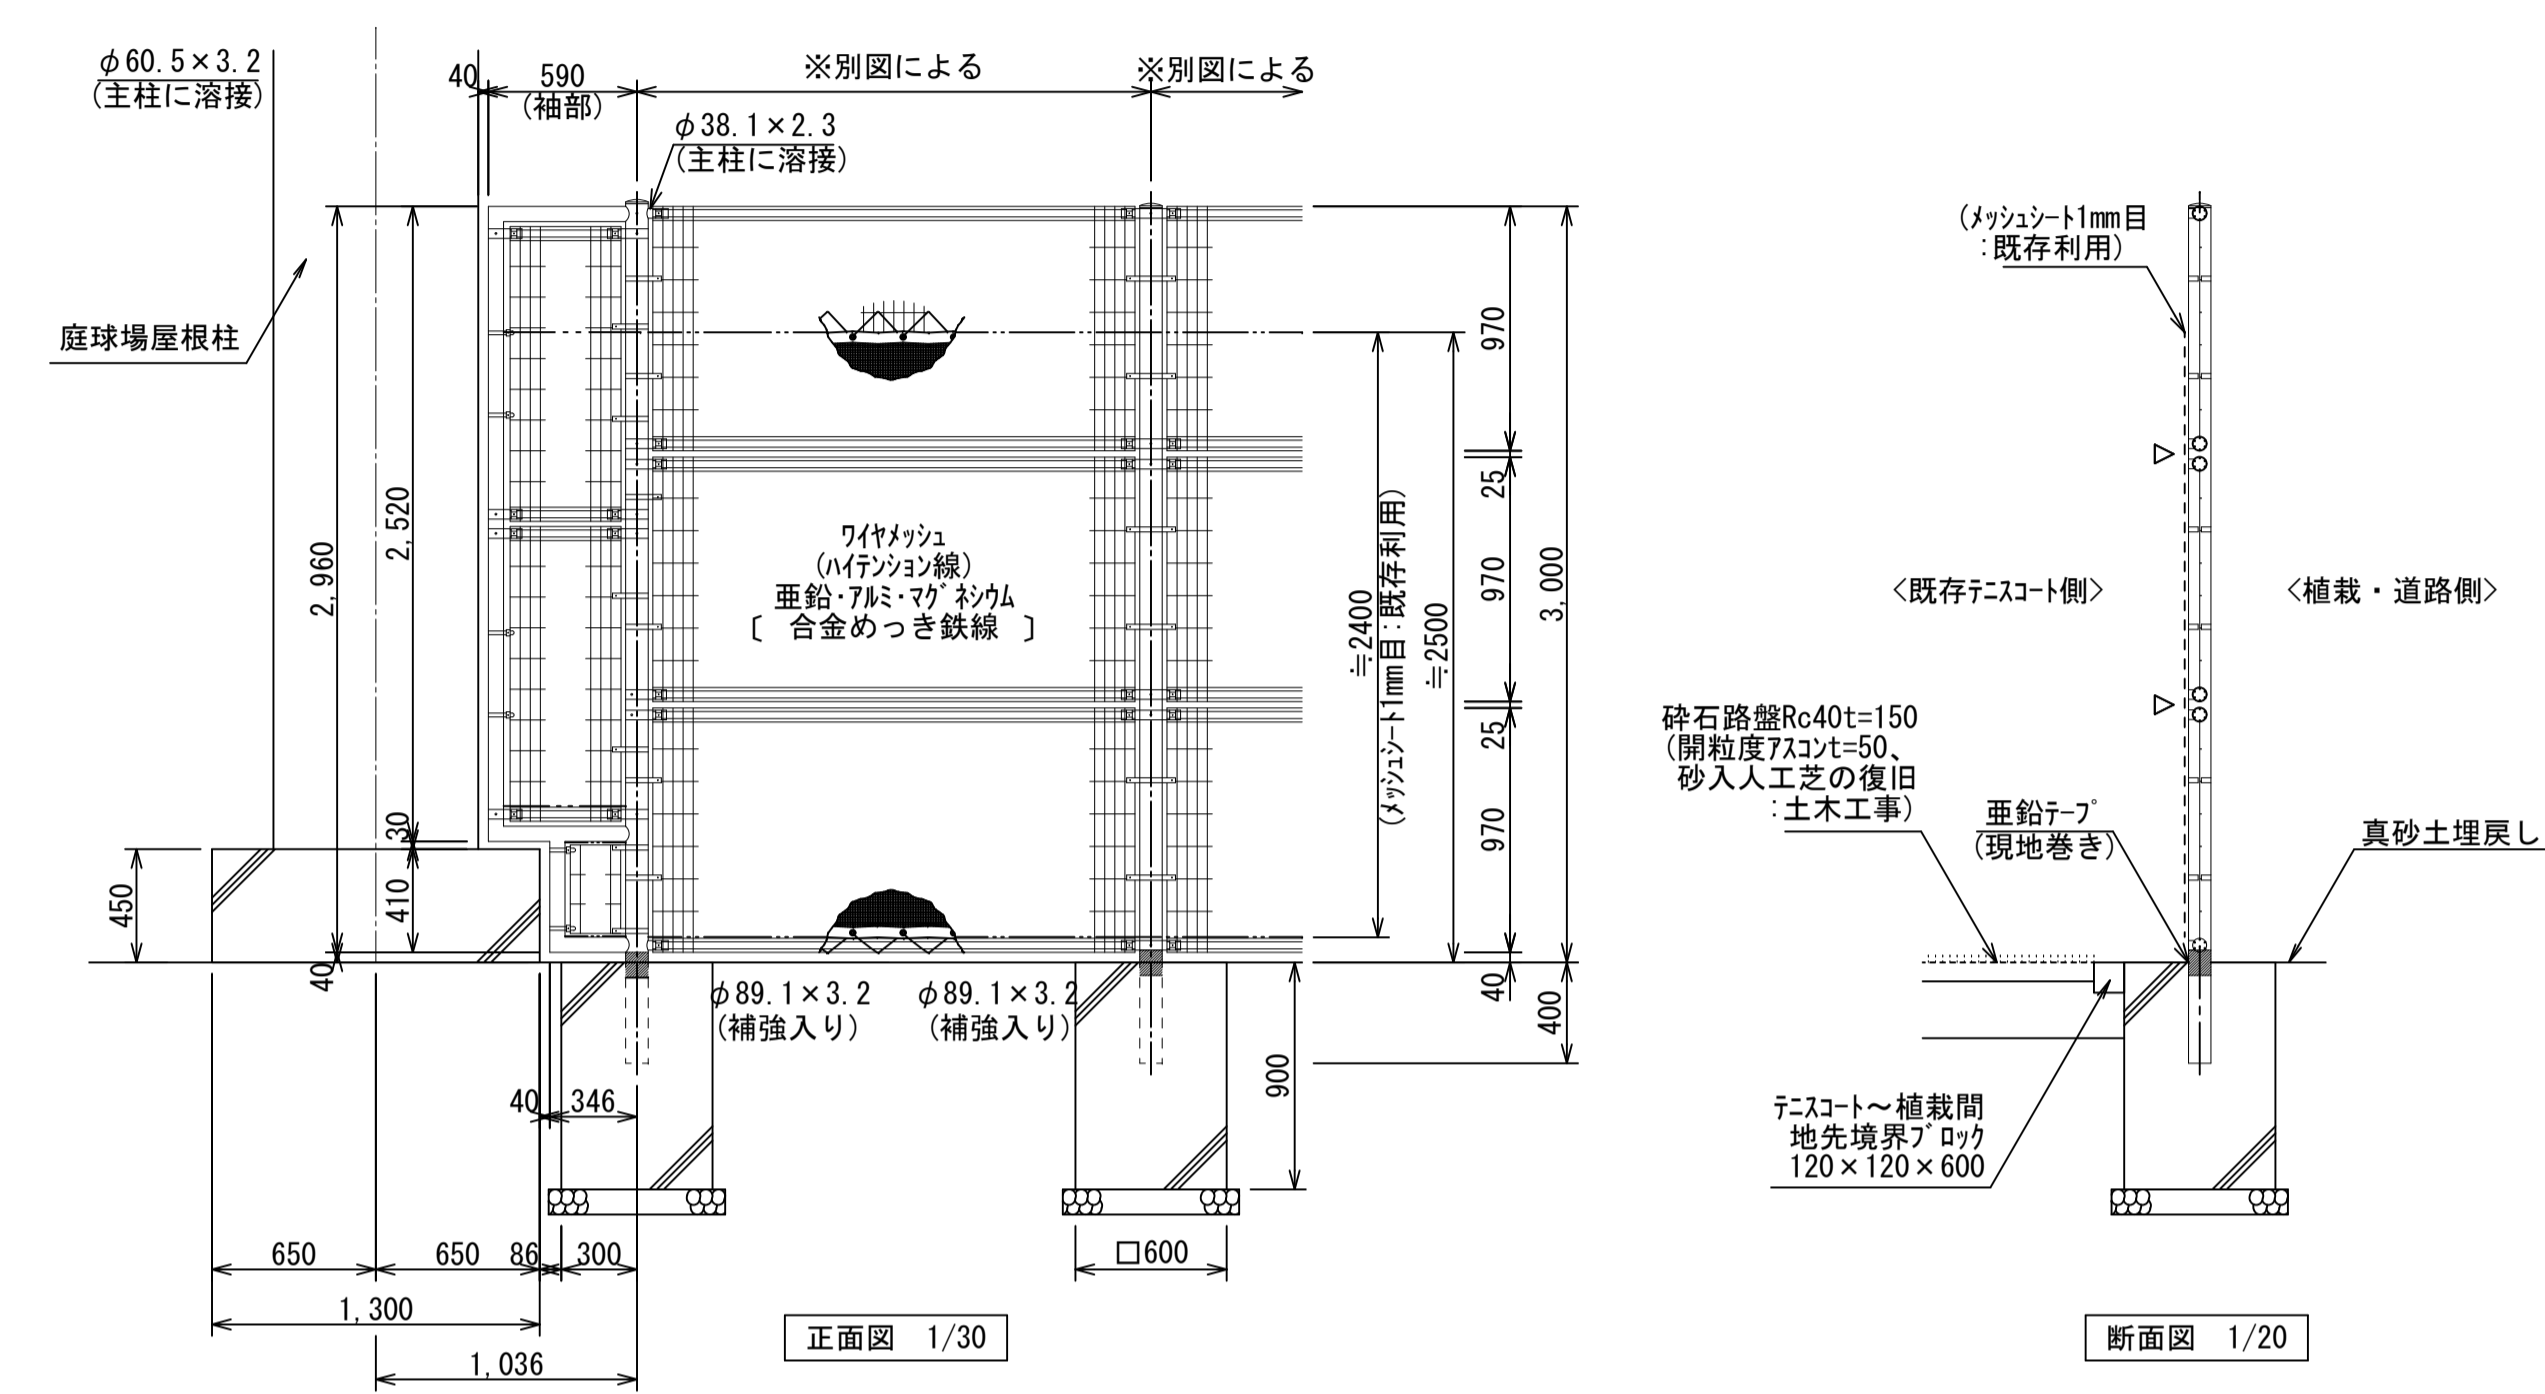 φ60.5×3.2
(主柱に溶接)
40
590
(袖部)
※別図による
※別図による
φ38.1×2.3
(主柱に溶接)
庭球場屋根柱
2,960
2,520
30
410
40
450
ワイヤメッシュ
(ハイテンション線)
亜鉛・アルミ・マグネシウム
〔 合金めっき鉄線 〕
≒2400
(メッシュシート1mm目:既存利用)
≒2500
970
25
970
25
970
40
3,000
400
φ89.1×3.2
(補強入り)
φ89.1×3.2
(補強入り)
900
40
346
650
650
86
300
□600
1,300
1,036
正面図 1/30
(メッシュシート1mm目
:既存利用)
<既存テニスコート側>
<植栽・道路側>
砕石路盤Rc40t=150
(開粒度アスコンt=50、
砂入人工芝の復旧
:土木工事)
亜鉛テープ
(現地巻き)
真砂土埋戻し
テニスコート～植栽間
地先境界ブロック
120×120×600
断面図 1/20